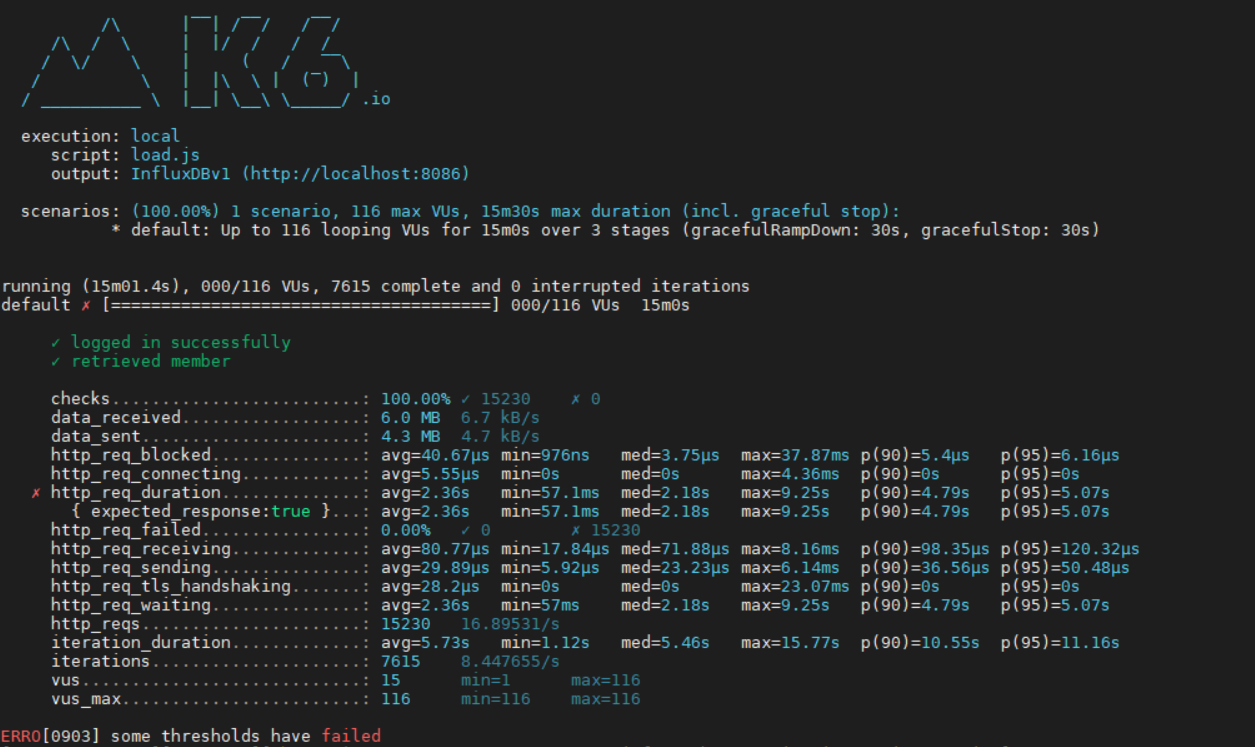 /\      |‾‾| /‾‾/   /‾‾/
     /\  /  \     |  |/  /   /  /
    /  \/    \    |     (   /   ‾‾\
   /          \   |  |\  \ |  (‾)  |
  / __________ \  |__| \__\ \_____/ .io
execution: local
script: load.js
output: InfluxDBv1 (http://localhost:8086)
scenarios: (100.00%) 1 scenario, 116 max VUs, 15m30s max duration (incl. graceful stop):
* default: Up to 116 looping VUs for 15m0s over 3 stages (gracefulRampDown: 30s, gracefulStop: 30s)
running (15m01.4s), 000/116 VUs, 7615 complete and 0 interrupted iterations
default ✗ [======================================] 000/116 VUs  15m0s
✓ logged in successfully
✓ retrieved member
checks.........................: 100.00% ✓ 15230    ✗ 0
data_received..................: 6.0 MB  6.7 kB/s
data_sent......................: 4.3 MB  4.7 kB/s
http_req_blocked...............: avg=40.67µs min=976ns   med=3.75µs  max=37.87ms p(90)=5.4µs   p(95)=6.16µs
http_req_connecting............: avg=5.55µs  min=0s      med=0s      max=4.36ms  p(90)=0s      p(95)=0s
✗ http_req_duration..............: avg=2.36s   min=57.1ms  med=2.18s   max=9.25s   p(90)=4.79s   p(95)=5.07s
{ expected_response:true }...: avg=2.36s   min=57.1ms  med=2.18s   max=9.25s   p(90)=4.79s   p(95)=5.07s
http_req_failed................: 0.00%   ✓ 0        ✗ 15230
http_req_receiving.............: avg=80.77µs min=17.84µs med=71.88µs max=8.16ms  p(90)=98.35µs p(95)=120.32µs
http_req_sending...............: avg=29.89µs min=5.92µs  med=23.23µs max=6.14ms  p(90)=36.56µs p(95)=50.48µs
http_req_tls_handshaking.......: avg=28.2µs  min=0s      med=0s      max=23.07ms p(90)=0s      p(95)=0s
http_req_waiting...............: avg=2.36s   min=57ms    med=2.18s   max=9.25s   p(90)=4.79s   p(95)=5.07s
http_reqs......................: 15230   16.89531/s
iteration_duration.............: avg=5.73s   min=1.12s   med=5.46s   max=15.77s  p(90)=10.55s  p(95)=11.16s
iterations.....................: 7615    8.447655/s
vus............................: 15      min=1      max=116
vus_max........................: 116     min=116    max=116
ERRO[0903] some thresholds have failed